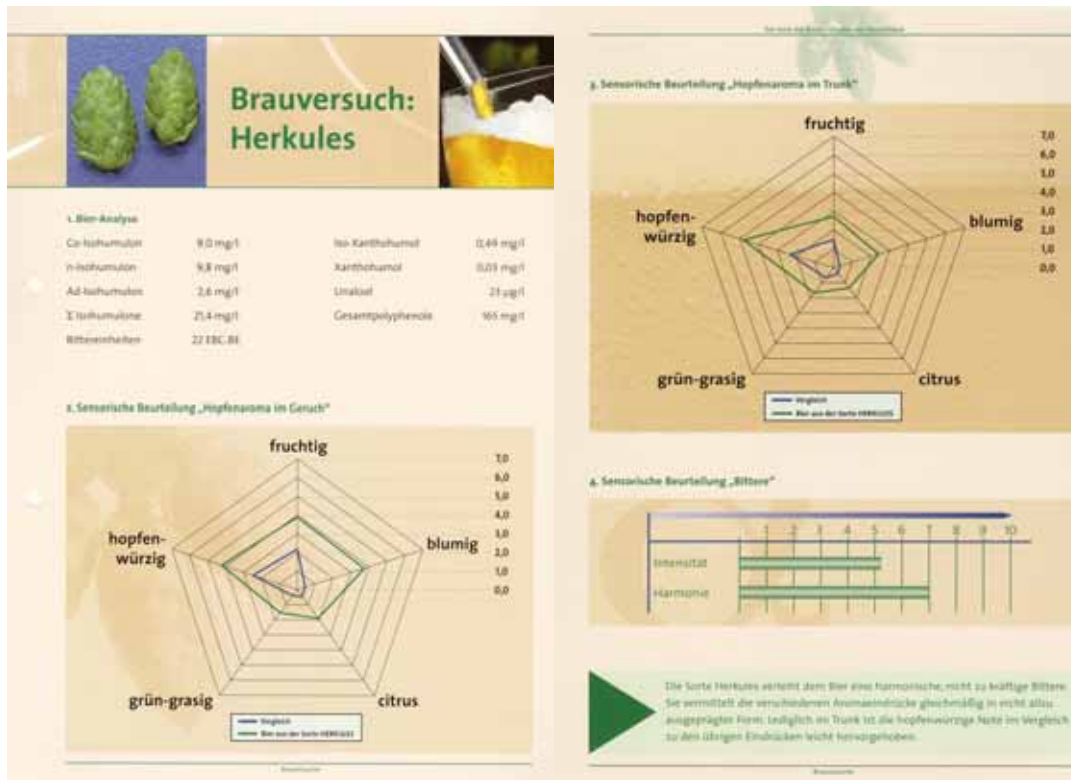 Brauversuch:
Herkules
1. Bier-Analyse
Co-Isohumulon 9,0 mg/l Iso-Xanthohumol 0,49 mg/l
n-Isohumulon 9,8 mg/l Xanthohumol 0,03 mg/l
Ad-Isohumulon 2,6 mg/l Linalool 23 µg/l
Σ Isohumulone 21,4 mg/l Gesamtpolyphenole 165 mg/l
Bittereinheiten 22 EBC-BE
2. Sensorische Beurteilung „Hopfenaroma im Geruch"
fruchtig
7,0
6,0
5,0
4,0
3,0
2,0
1,0
0,0
hopfen-
würzig
blumig
grün-grasig
citrus
Vergleich
Bier aus der Sorte HERKULES
3. Sensorische Beurteilung „Hopfenaroma im Trunk"
fruchtig
7,0
6,0
5,0
4,0
3,0
2,0
1,0
0,0
hopfen-
würzig
blumig
grün-grasig
citrus
Vergleich
Bier aus der Sorte HERKULES
4. Sensorische Beurteilung „Bittere"
1 2 3 4 5 6 7 8 9 10
Intensität
Harmonie
Die Sorte Herkules verleiht dem Bier eine harmonische, nicht zu kräftige Bittere.
Sie vermittelt die verschiedenen Aromaeindrücke gleichmäßig in nicht allzu
ausgeprägter Form. Lediglich im Trunk ist die hopfenwürzige Note im Vergleich
zu den übrigen Eindrücken leicht hervorgehoben.